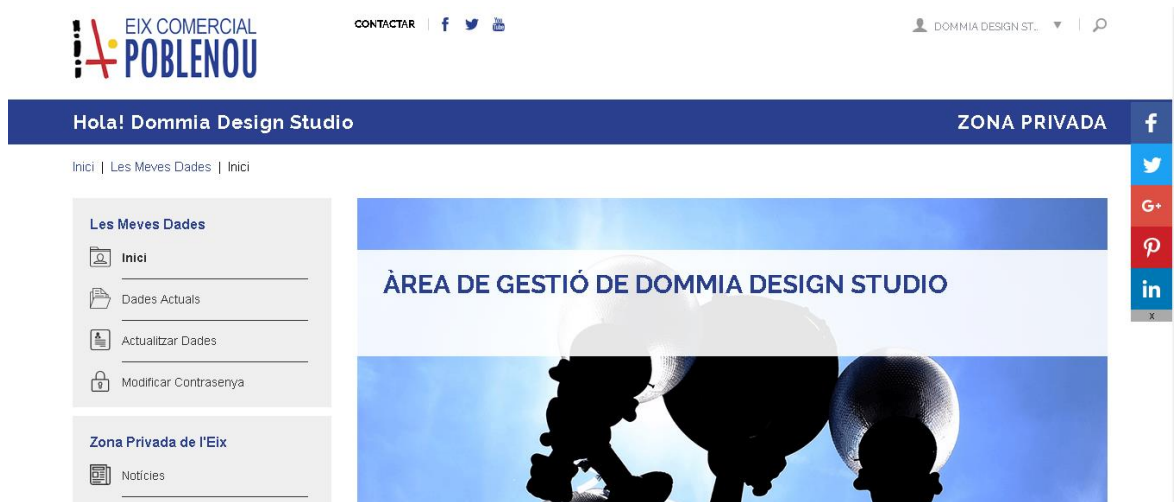 EIX COMERCIAL
POBLENOU
CONTACTAR
DOMMIA DESIGN ST...
Hola! Dommia Design Studio
ZONA PRIVADA
Inici | Les Meves Dades | Inici
Les Meves Dades
Inici
Dades Actuals
Actualitzar Dades
Modificar Contrasenya
Zona Privada de l'Eix
Notícies
ÀREA DE GESTIÓ DE DOMMIA DESIGN STUDIO
f
G+
in
x